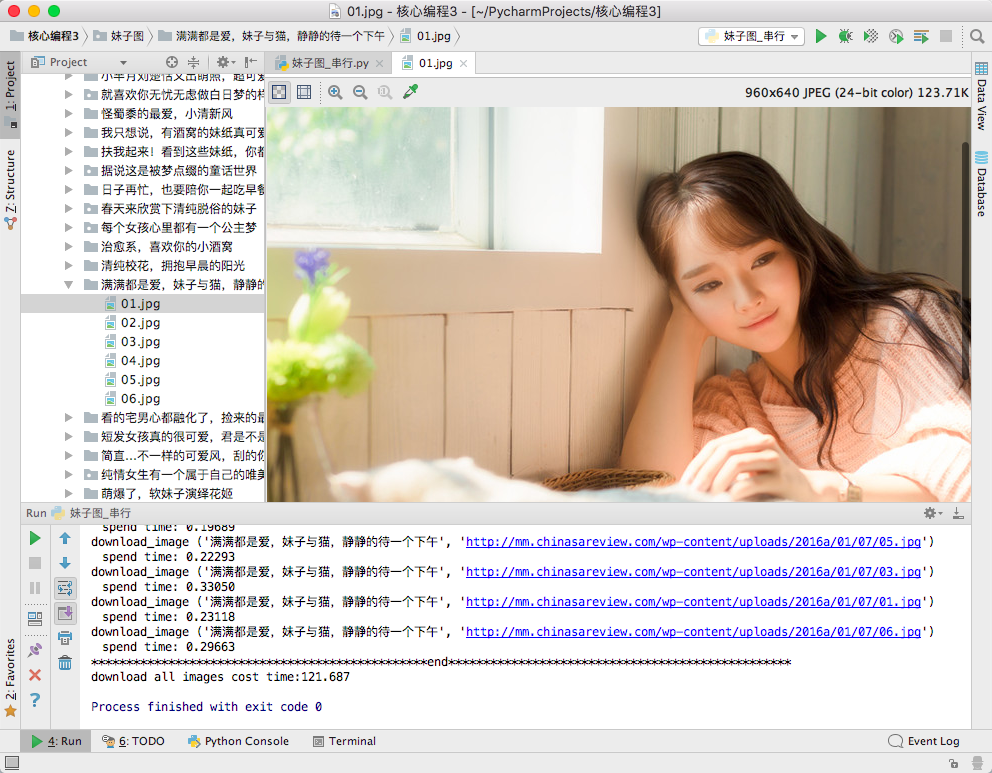 01.jpg - 核心编程3 - [~/PycharmProjects/核心编程3]
核心编程3 妹子图 满满都是爱，妹子与猫，静静的待一个下午 01.jpg 妹子图_串行
1: Project
Z: Structure
2: Favorites
Project
小半月刘楚恬又出萌照，超可爱
就喜欢你无忧无虑做白日梦的样
怪蜀黍的最爱，小清新风
我只想说，有酒窝的妹纸真可爱
扶我起来！看到这些妹纸，你都
据说这是被梦点缀的童话世界
日子再忙，也要陪你一起吃早餐
春天来欣赏下清纯脱俗的妹子
每个女孩心里都有一个公主梦
治愈系，喜欢你的小酒窝
清纯校花，拥抱早晨的阳光
满满都是爱，妹子与猫，静静的
01.jpg
02.jpg
03.jpg
04.jpg
05.jpg
06.jpg
看的宅男心都融化了，捡来的最
短发女孩真的很可爱，君是不是
简直...不一样的可爱风，刮的你
纯情女生有一个属于自己的唯美
萌爆了，软妹子演绎花姬
妹子图_串行.py 01.jpg
960x640 JPEG (24-bit color) 123.71K
Data View
Database
Run 妹子图_串行
spend time: 0.19689
download_image ('满满都是爱，妹子与猫，静静的待一个下午', 'http://mm.chinasareview.com/wp-content/uploads/2016a/01/07/05.jpg')
spend time: 0.22293
download_image ('满满都是爱，妹子与猫，静静的待一个下午', 'http://mm.chinasareview.com/wp-content/uploads/2016a/01/07/03.jpg')
spend time: 0.33050
download_image ('满满都是爱，妹子与猫，静静的待一个下午', 'http://mm.chinasareview.com/wp-content/uploads/2016a/01/07/01.jpg')
spend time: 0.23118
download_image ('满满都是爱，妹子与猫，静静的待一个下午', 'http://mm.chinasareview.com/wp-content/uploads/2016a/01/07/06.jpg')
spend time: 0.29663
************************************************end*************************************************
download all images cost time:121.687
Process finished with exit code 0
4: Run 6: TODO Python Console Terminal Event Log